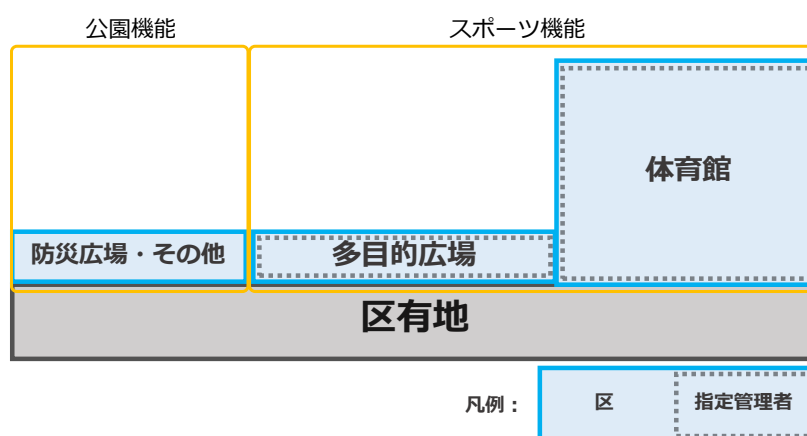 公園機能
スポーツ機能
体育館
防災広場・その他
多目的広場
区有地
凡例：
区
指定管理者